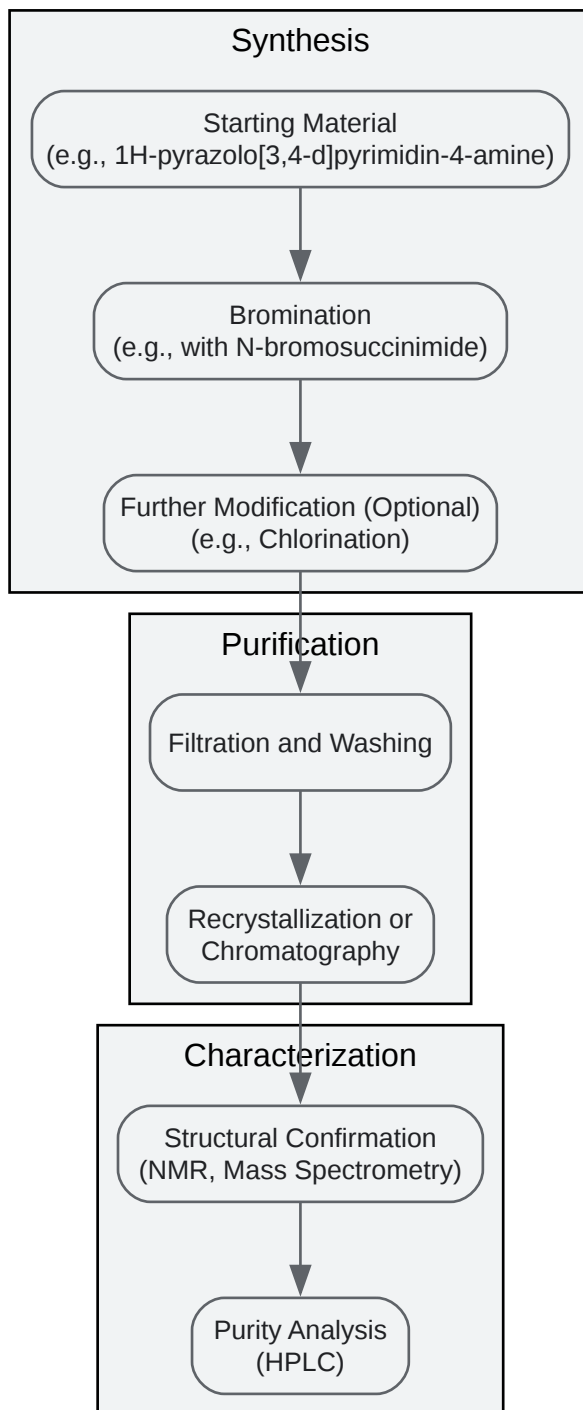 Synthesis
Starting Material
(e.g., 1H-pyrazolo[3,4-d]pyrimidin-4-amine)
Bromination
(e.g., with N-bromosuccinimide)
Further Modification (Optional)
(e.g., Chlorination)
Purification
Filtration and Washing
Recrystallization or
Chromatography
Characterization
Structural Confirmation
(NMR, Mass Spectrometry)
Purity Analysis
(HPLC)